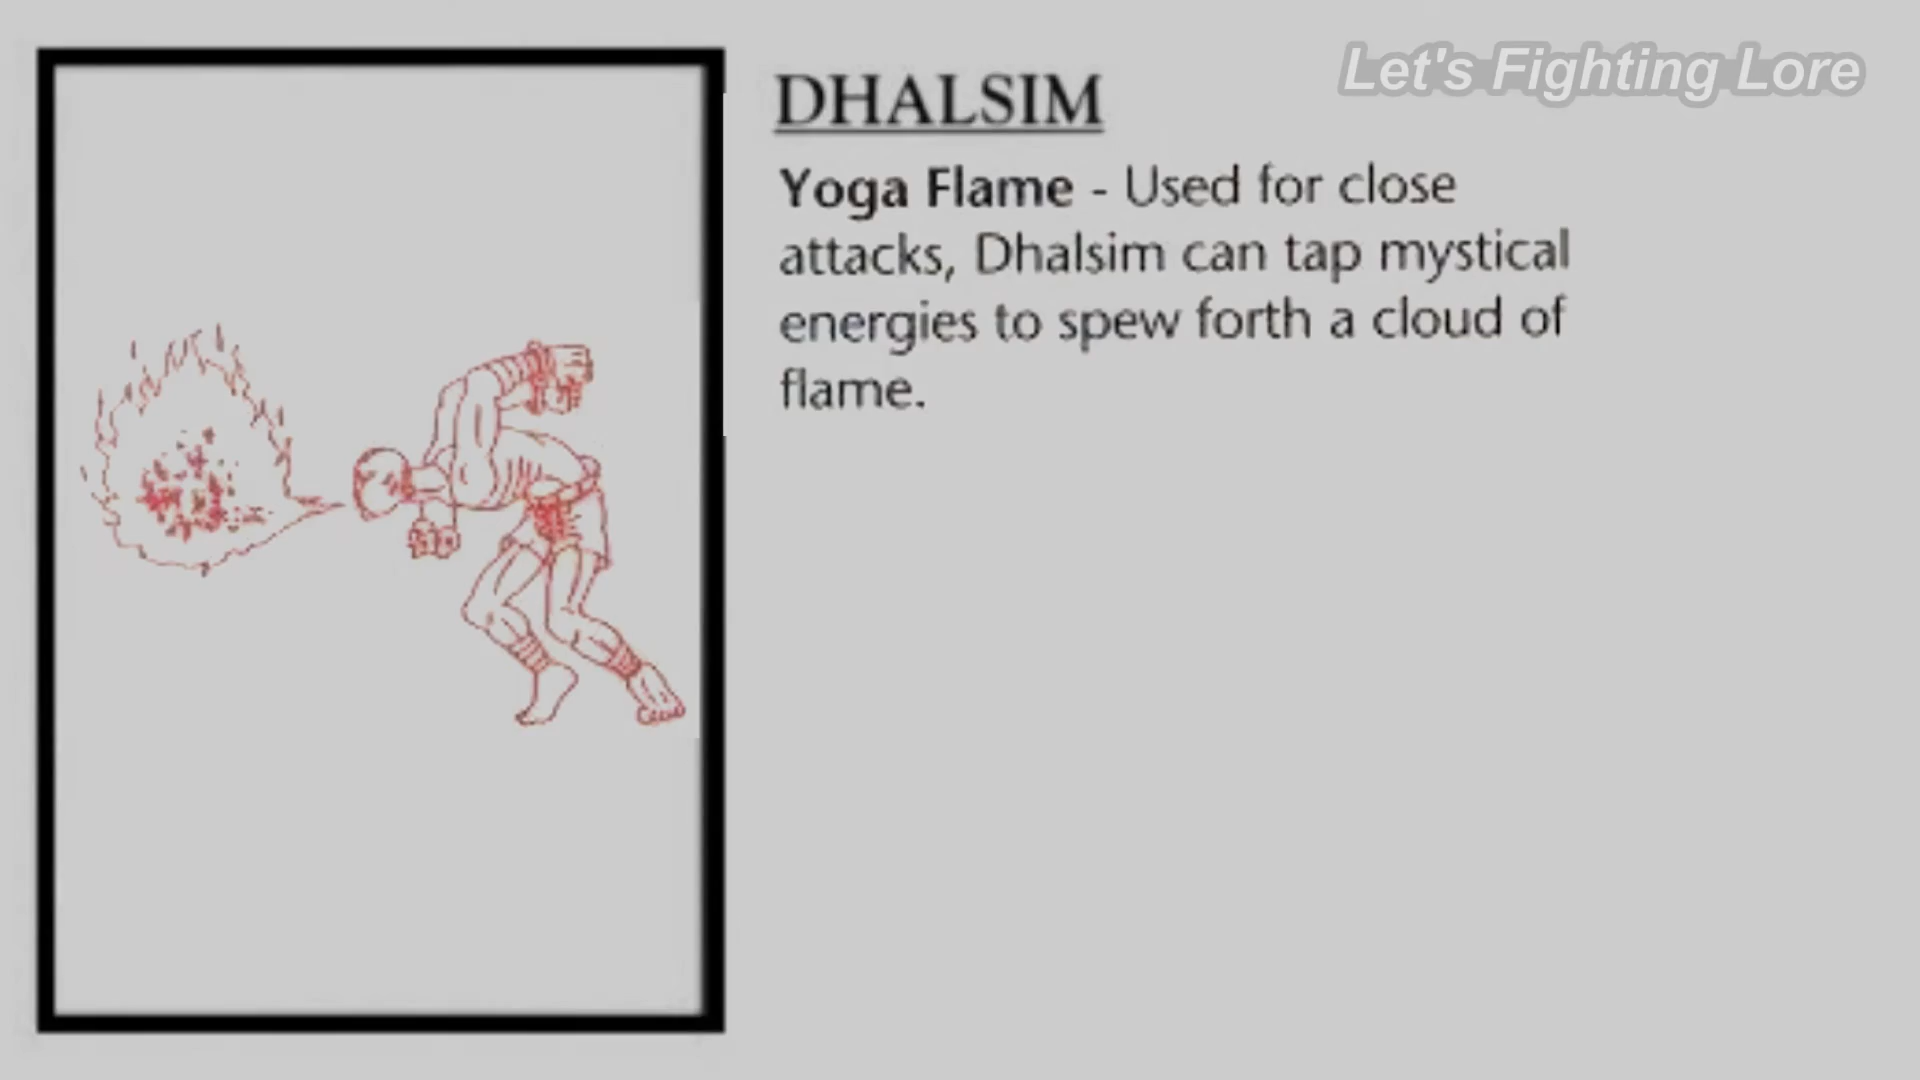 Let's Fighting Lore
DHALSIM
Yoga Flame - Used for close
attacks, Dhalsim can tap mystical
energies to spew forth a cloud of
flame.